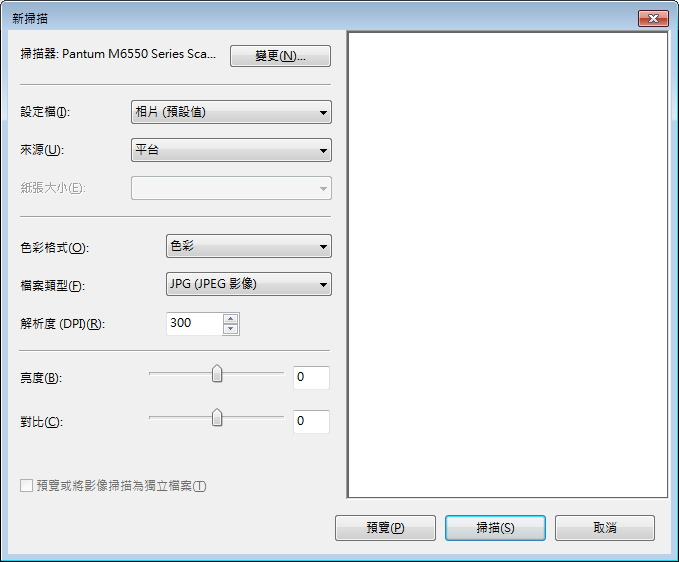 新掃描
掃描器: Pantum M6550 Series Sca...
變更(N)...
設定檔(I):
相片 (預設值)
來源(U):
平台
紙張大小(E):
色彩格式(O):
色彩
檔案類型(F):
JPG (JPEG 影像)
解析度 (DPI)(R):
300
亮度(B):
0
對比(C):
0
預覽或將影像掃描為獨立檔案(T)
預覽(P)
掃描(S)
取消